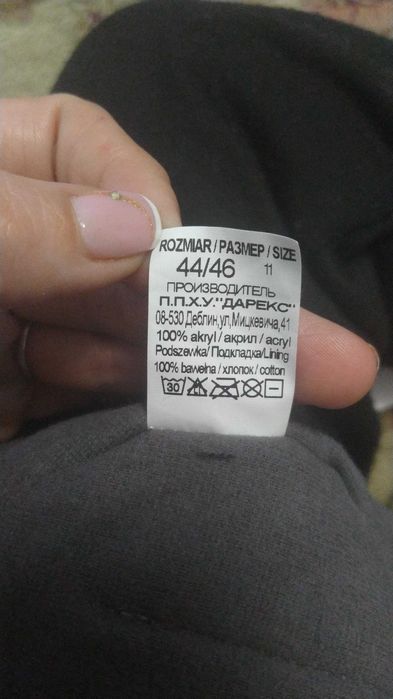 ROZMIAR / РАЗМЕР / SIZE
44/46 11
ПРОИЗВОДИТЕЛЬ
П.П.Х.У."ДАРЕКС"
08-530 Деблин,ул,Мицкевича,41
100% akryl / акрил / acryl
Podszewka/Подкладка/Lining
100% bawełna / хлопок / cotton
30